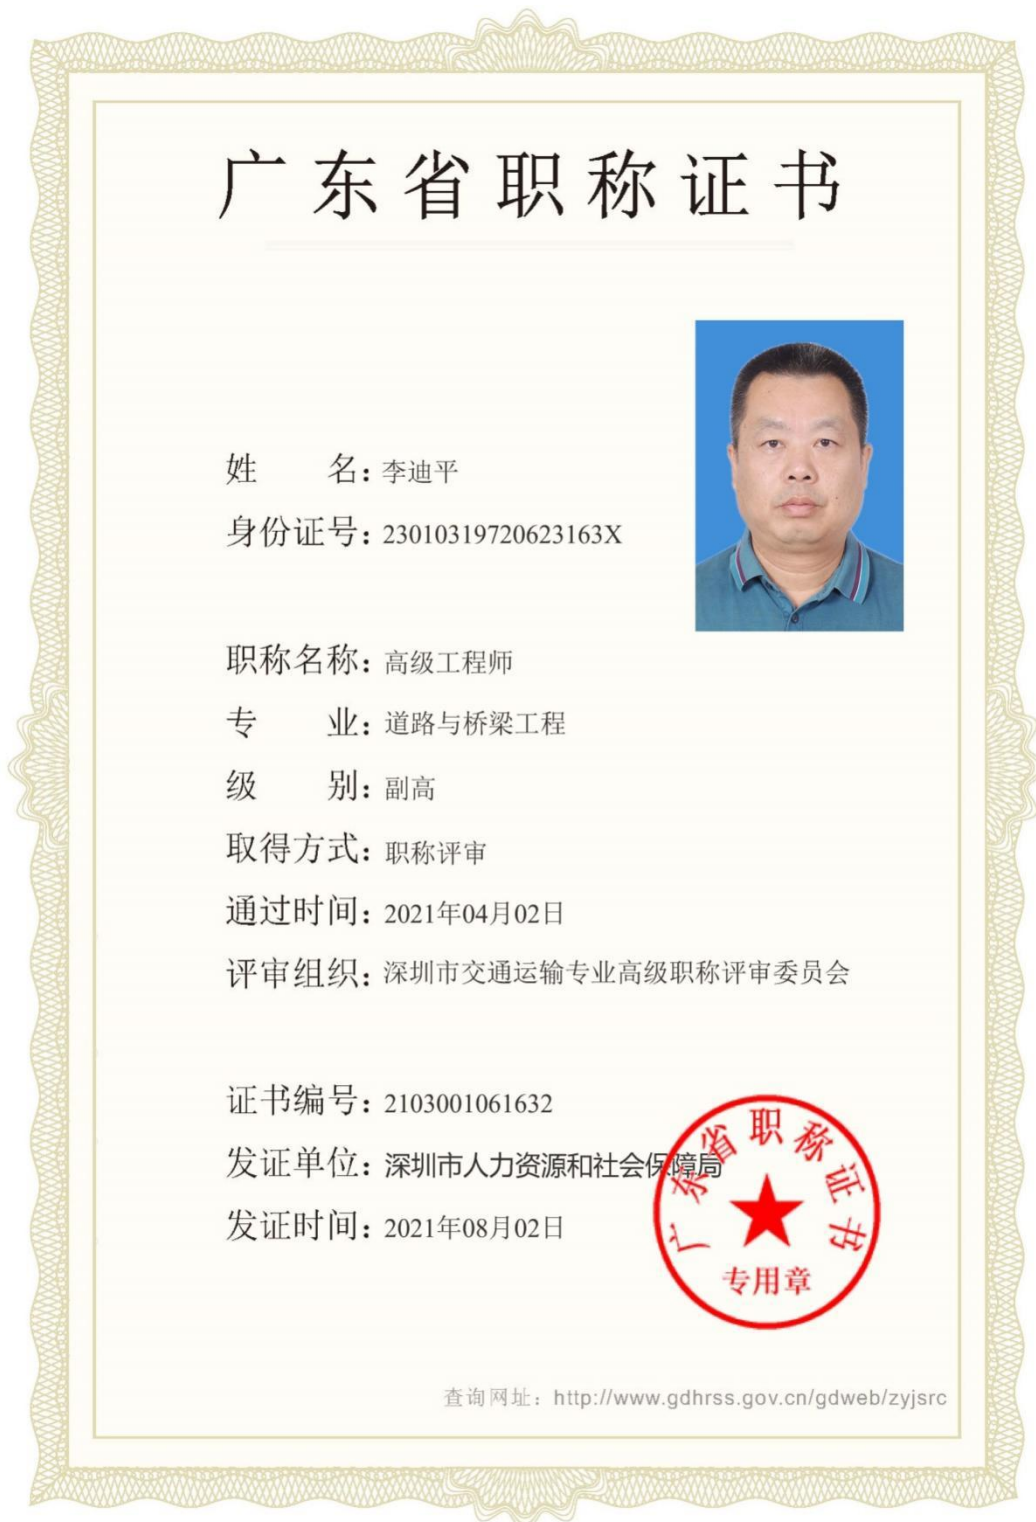 广东省职称证书
姓　　名：李迪平
身份证号：23010319720623163X
职称名称：高级工程师
专　　业：道路与桥梁工程
级　　别：副高
取得方式：职称评审
通过时间：2021年04月02日
评审组织：深圳市交通运输专业高级职称评审委员会
证书编号：2103001061632
发证单位：深圳市人力资源和社会保障局
发证时间：2021年08月02日
广东省职称证书
专用章
查询网址：http://www.gdhrss.gov.cn/gdweb/zyjsrc